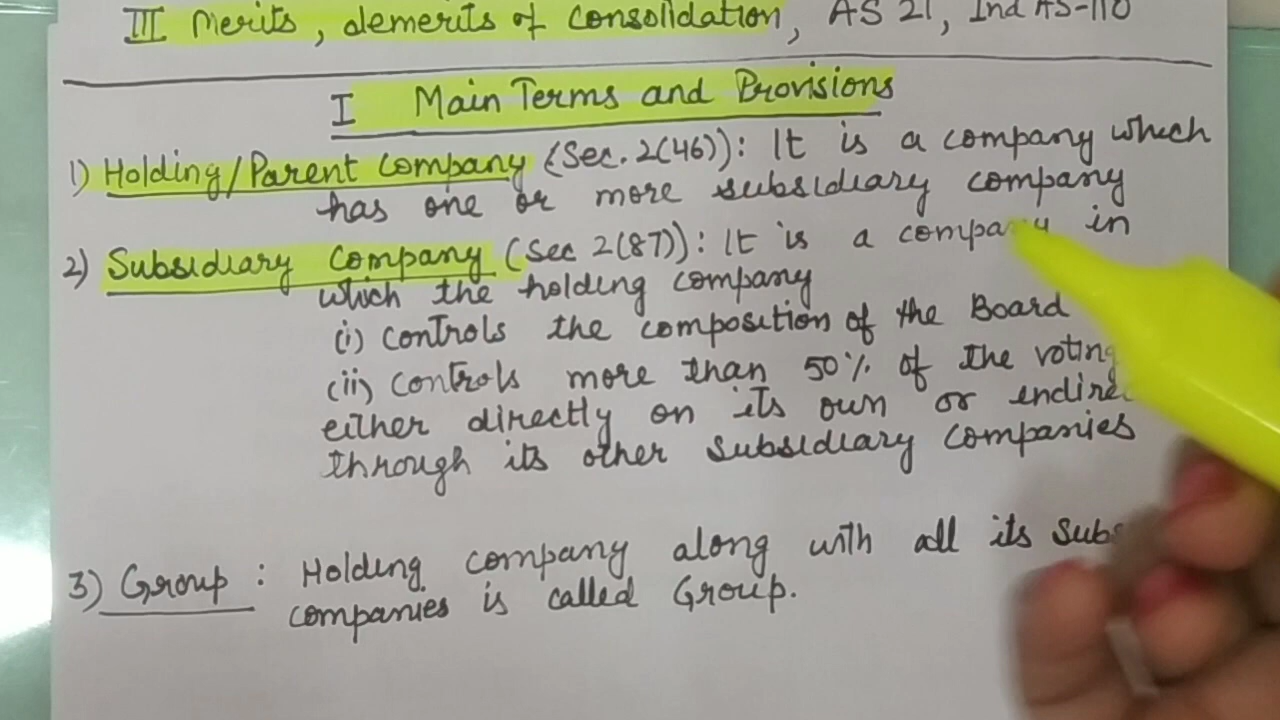 III Merits, demerits of consolidation, AS 21, Ind AS-110
I Main Terms and Provisions
1) Holding/Parent Company (Sec. 2(46)): It is a company which
has one or more subsidiary company
2) Subsidiary Company (Sec 2(87)): It is a company in
which the holding company
(i) controls the composition of the Board
(ii) controls more than 50% of the voting
either directly on its own or endirec
through its other subsidiary companies
3) Group : Holding company along with all its Subs
companies is called Group.